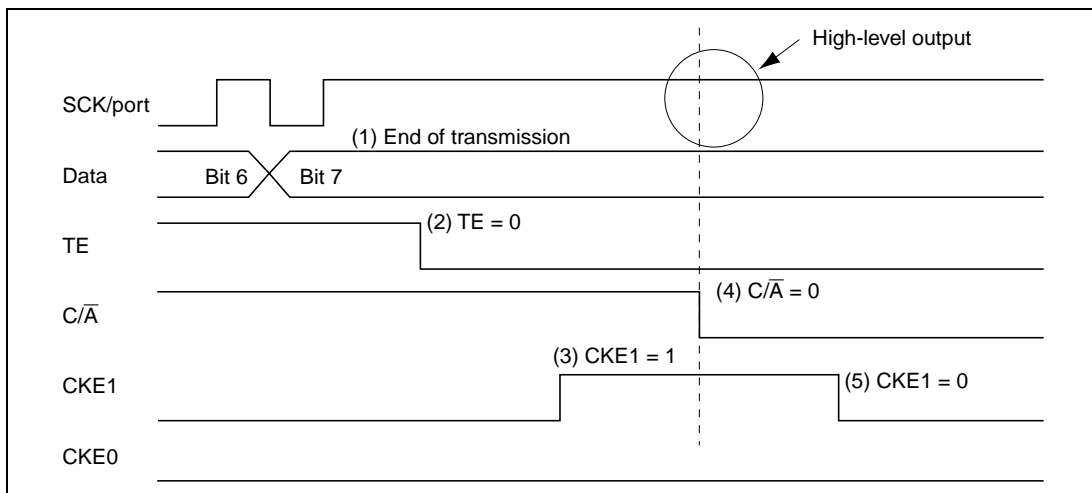 High-level output
SCK/port
(1) End of transmission
Data
Bit 6
Bit 7
(2) TE = 0
TE
(4) C/A̅ = 0
C/A̅
(3) CKE1 = 1
CKE1
(5) CKE1 = 0
CKE0